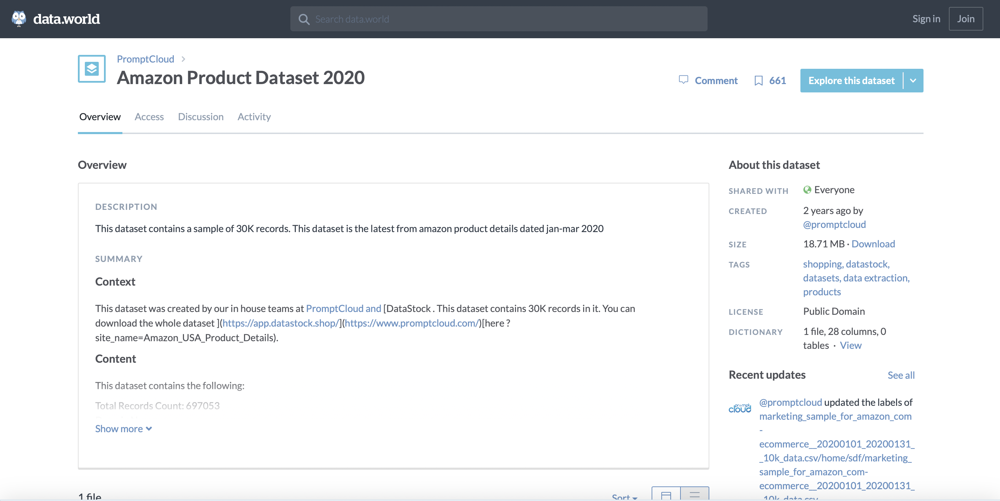 data.world
Search data.world
Sign in
Join
PromptCloud
Amazon Product Dataset 2020
Comment
661
Explore this dataset
Overview
Access
Discussion
Activity
Overview
DESCRIPTION
This dataset contains a sample of 30K records. This dataset is the latest from amazon product details dated jan-mar 2020
SUMMARY
Context
This dataset was created by our in house teams at PromptCloud and [DataStock . This dataset contains 30K records in it. You can
download the whole dataset ](https://app.datastock.shop/](https://www.promptcloud.com/)[here ?
site_name=Amazon_USA_Product_Details).
Content
This dataset contains the following:
Total Records Count: 697053
Show more
1 file
Sort
About this dataset
SHARED WITH
Everyone
CREATED
2 years ago by
@promptcloud
SIZE
18.71 MB · Download
TAGS
shopping, datastock,
datasets, data extraction,
products
LICENSE
Public Domain
DICTIONARY
1 file, 28 columns, 0
tables · View
Recent updates
See all
prompt
cloud
@promptcloud updated the labels of
marketing_sample_for_amazon_com
-
ecommerce__20200101_20200131_
_10k_data.csv/home/sdf/marketing_
sample_for_amazon_com-
ecommerce__20200101_20200131_
_10k_data.csv